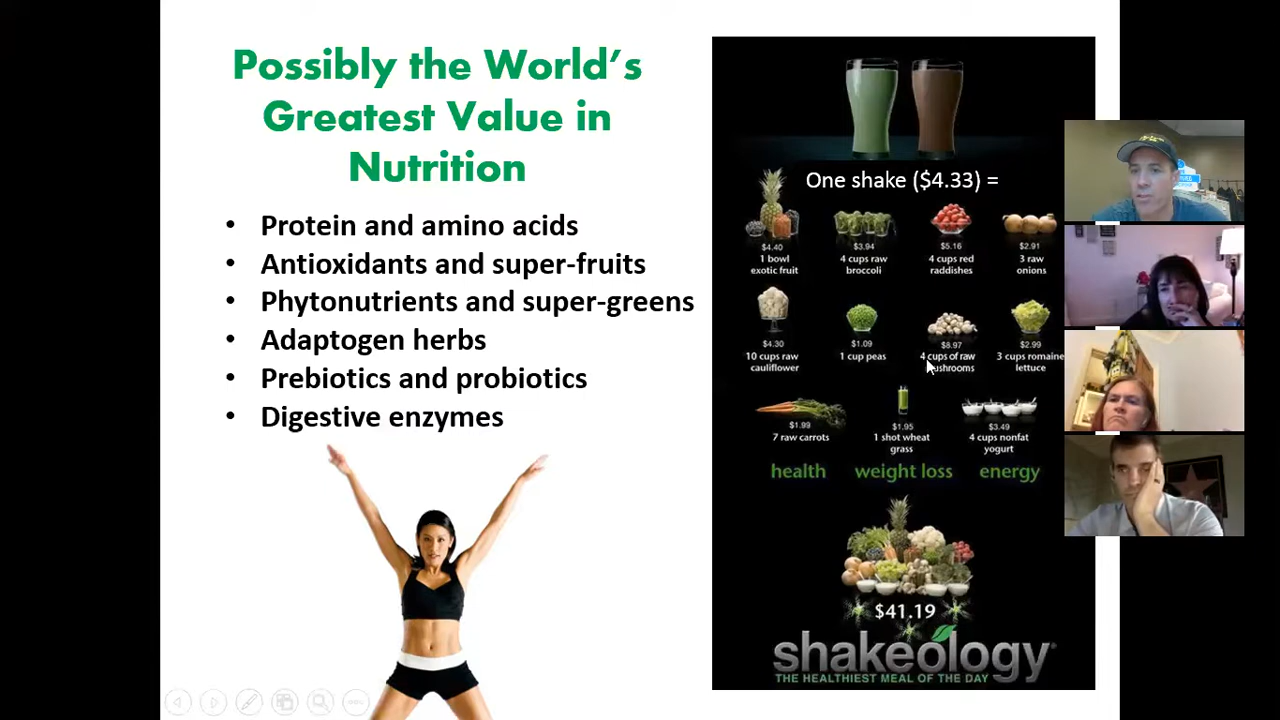 Possibly the World's
Greatest Value in
Nutrition
• Protein and amino acids
• Antioxidants and super-fruits
• Phytonutrients and super-greens
• Adaptogen herbs
• Prebiotics and probiotics
• Digestive enzymes
One shake ($4.33) =
$4.40
1 bowl
exotic fruit
$3.94
4 cups raw
broccoli
$5.16
4 cups red
raddishes
$2.91
3 raw
onions
$4.30
10 cups raw
cauliflower
$1.09
1 cup peas
$8.97
4 cups of raw
mushrooms
$2.99
3 cups romaine
lettuce
$1.99
7 raw carrots
$1.95
1 shot wheat
grass
$3.49
4 cups nonfat
yogurt
health weight loss energy
$41.19
shakeology
THE HEALTHIEST MEAL OF THE DAY